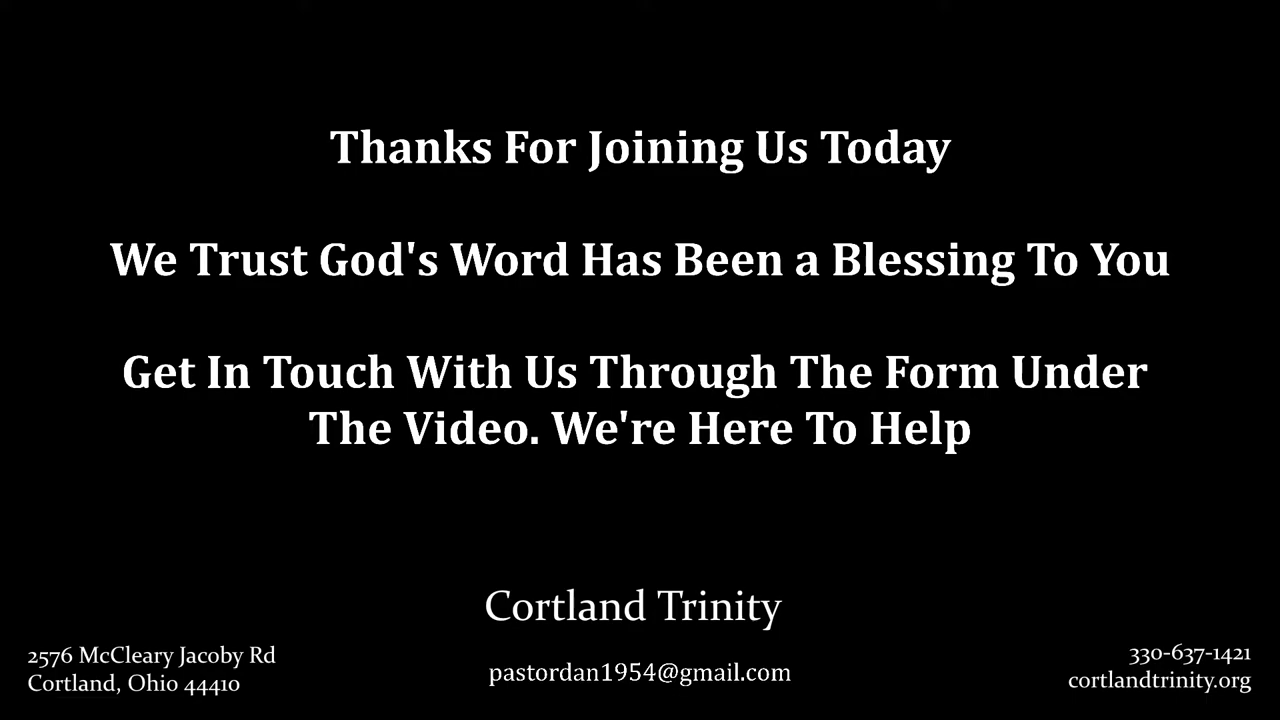 Thanks For Joining Us Today
We Trust God's Word Has Been a Blessing To You
Get In Touch With Us Through The Form Under
The Video. We're Here To Help
Cortland Trinity
2576 McCleary Jacoby Rd
Cortland, Ohio 44410
pastordan1954@gmail.com
330-637-1421
cortlandtrinity.org